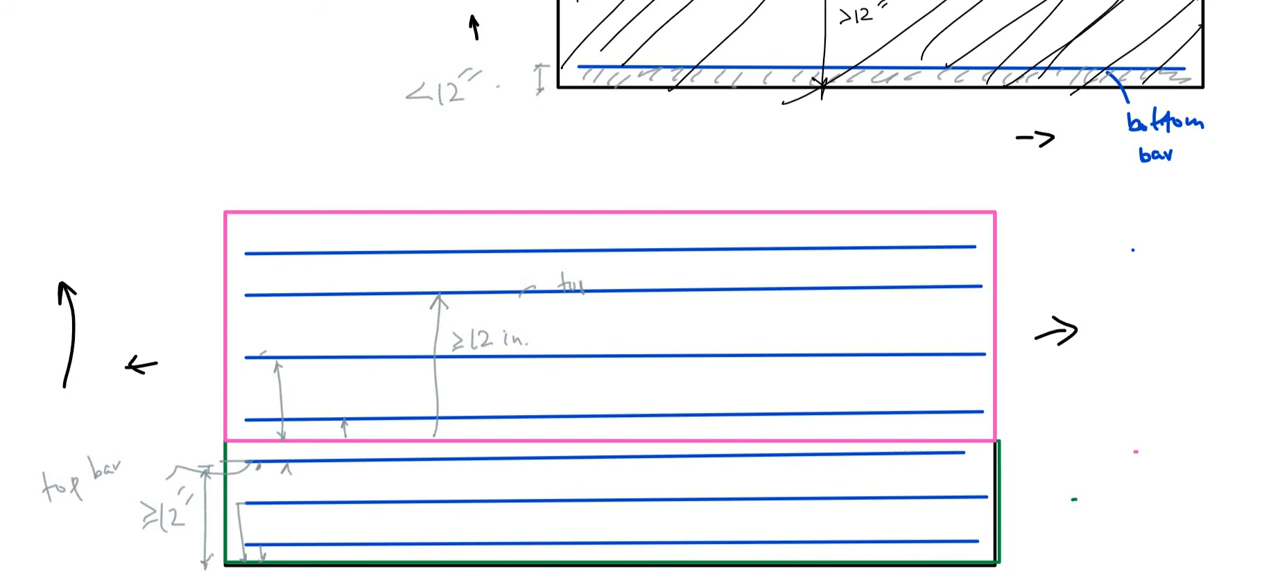 >12"
<12"
bottom
bar
≥12 in.
top bar
≥12"